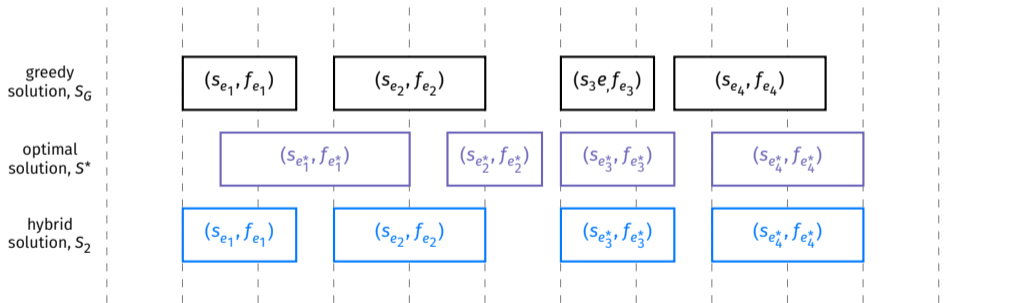 greedy
solution, S_G
(s_{e_1}, f_{e_1})
(s_{e_2}, f_{e_2})
(s_3e, f_{e_3})
(s_{e_4}, f_{e_4})
optimal
solution, S*
(s_{e_1^*}, f_{e_1^*})
(s_{e_2^*}, f_{e_2^*})
(s_{e_3^*}, f_{e_3^*})
(s_{e_4^*}, f_{e_4^*})
hybrid
solution, S_2
(s_{e_1}, f_{e_1})
(s_{e_2}, f_{e_2})
(s_{e_3^*}, f_{e_3^*})
(s_{e_4^*}, f_{e_4^*})